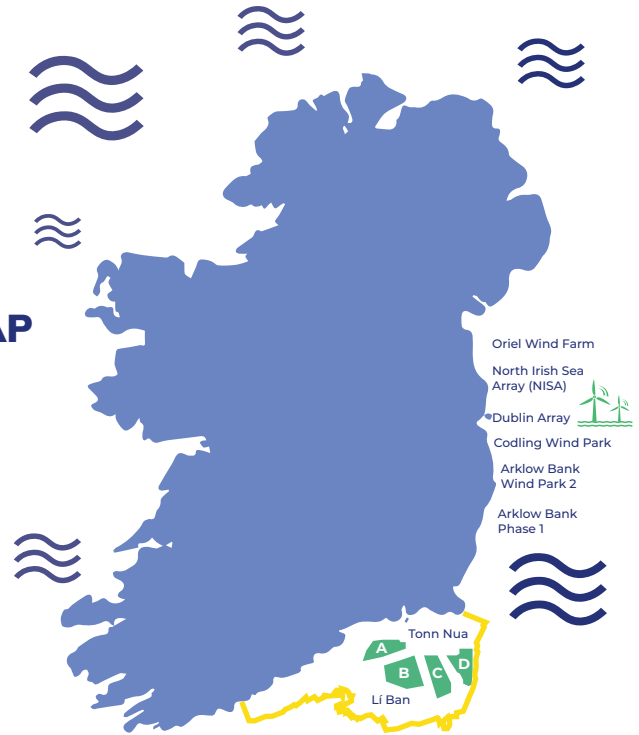 AP
Oriel Wind Farm
North Irish Sea
Array (NISA)
Dublin Array
Codling Wind Park
Arklow Bank
Wind Park 2
Arklow Bank
Phase 1
Tonn Nua
A
B
C
D
Lí Ban